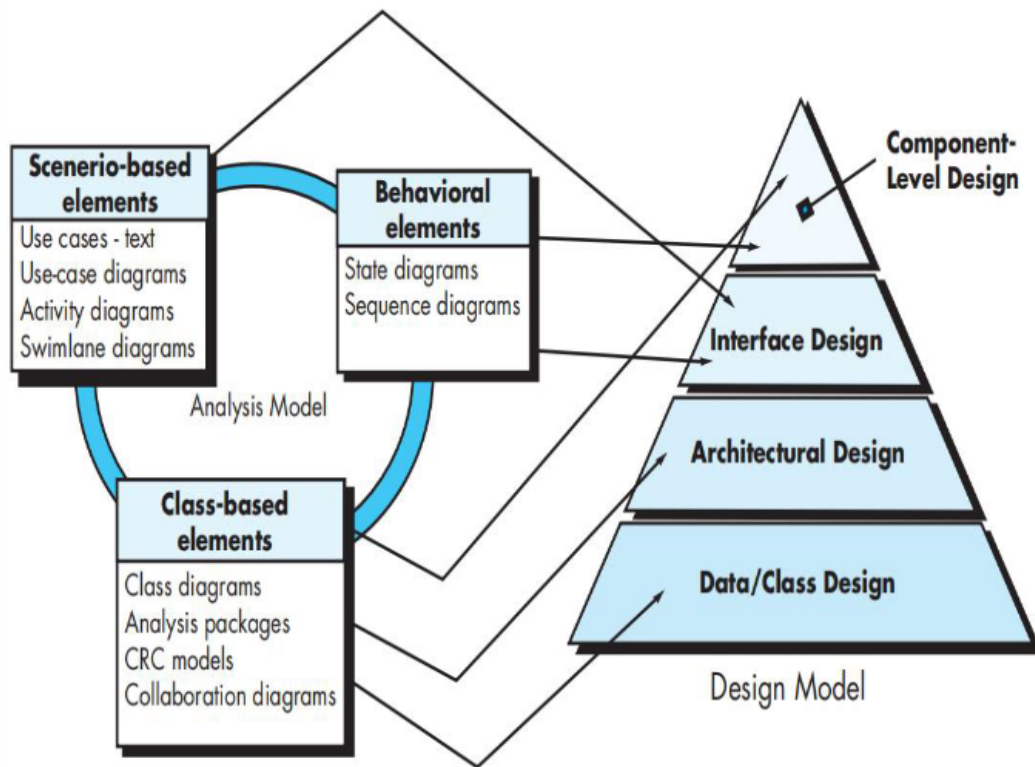 Scenerio-based
elements
Use cases - text
Use-case diagrams
Activity diagrams
Swimlane diagrams
Behavioral
elements
State diagrams
Sequence diagrams
Analysis Model
Class-based
elements
Class diagrams
Analysis packages
CRC models
Collaboration diagrams
Component-
Level Design
Interface Design
Architectural Design
Data/Class Design
Design Model